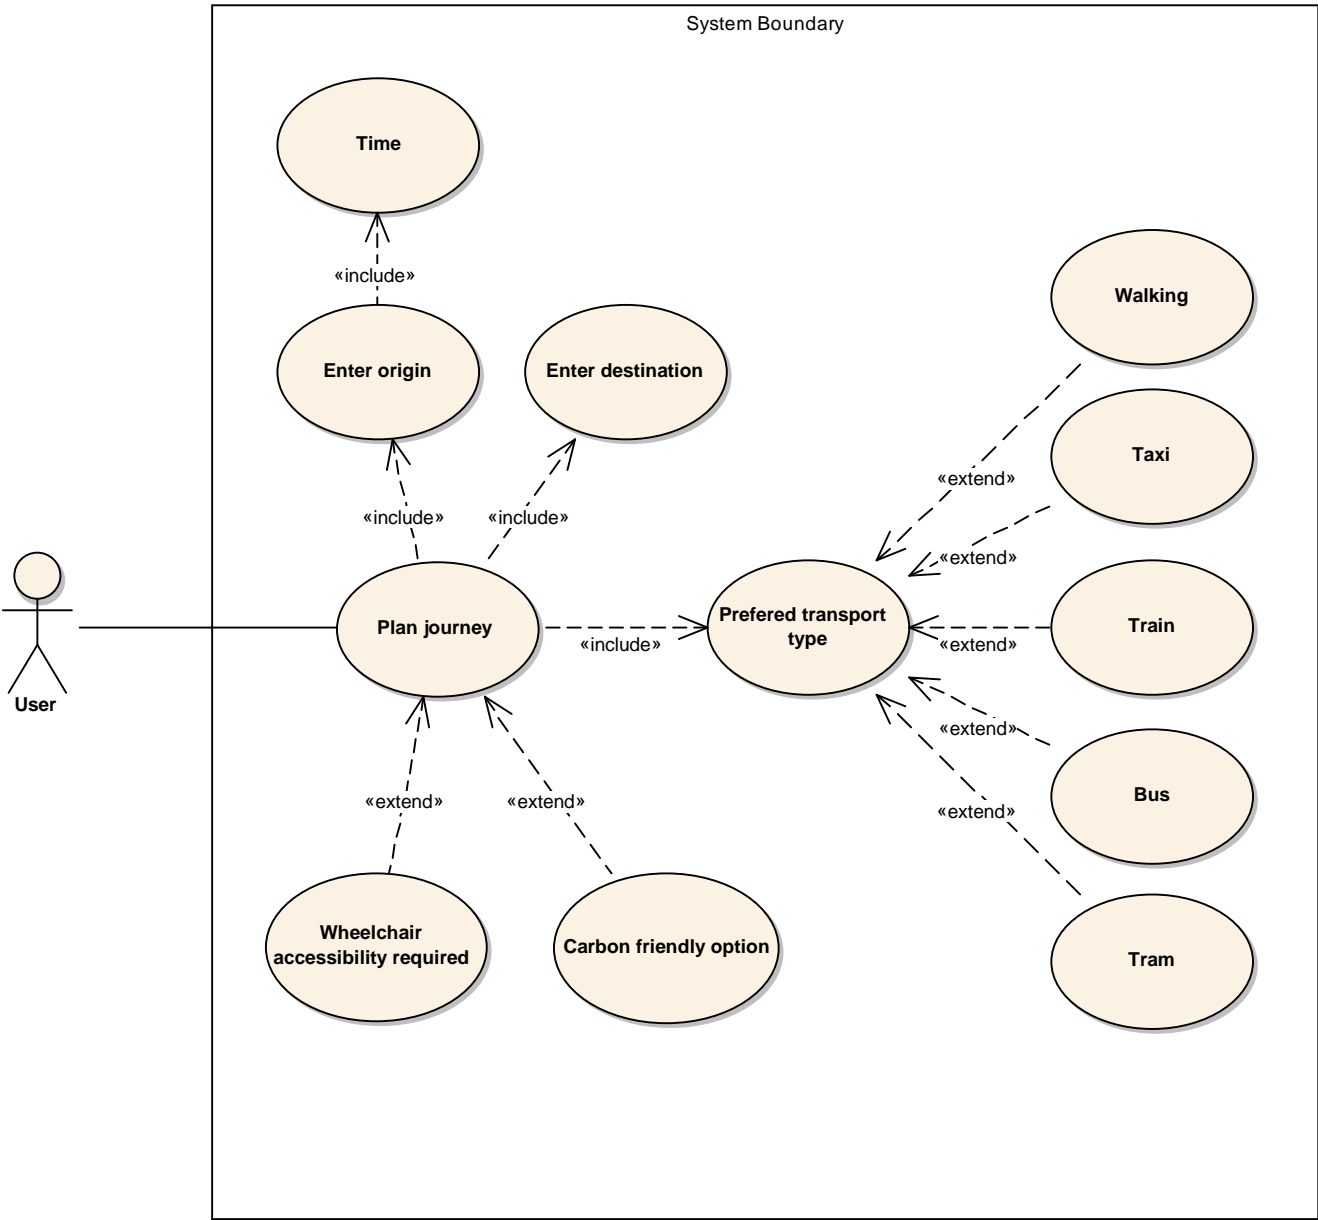 System Boundary
Time
«include»
Walking
Enter origin
Enter destination
Taxi
«extend»
«include»
«include»
«extend»
Plan journey
Prefered transport
type
Train
«include»
«extend»
User
«extend»
Bus
«extend»
«extend»
«extend»
Wheelchair
accessibility required
Carbon friendly option
Tram